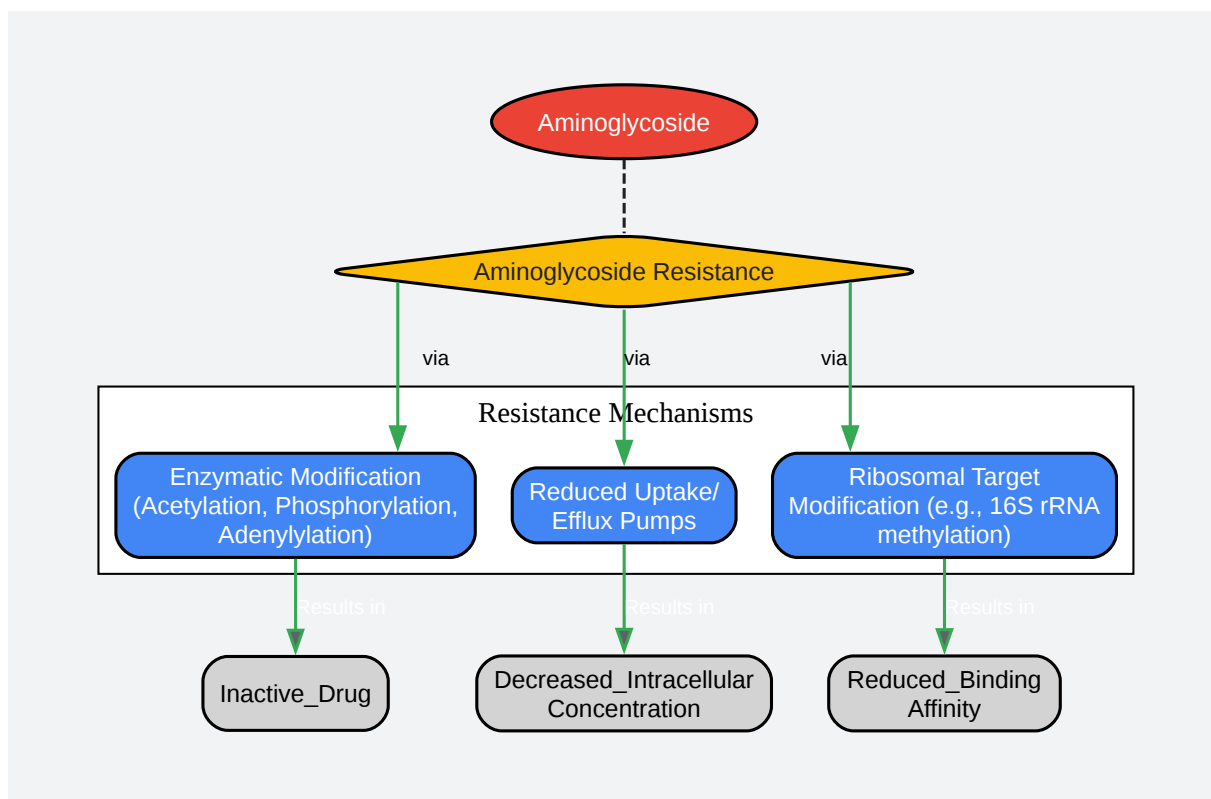 Aminoglycoside
Aminoglycoside Resistance
via
via
via
Resistance Mechanisms
Enzymatic Modification
(Acetylation, Phosphorylation,
Adenylylation)
Reduced Uptake/
Efflux Pumps
Ribosomal Target
Modification (e.g., 16S rRNA
methylation)
Results in
Results in
Results in
Inactive_Drug
Decreased_Intracellular
Concentration
Reduced_Binding
Affinity